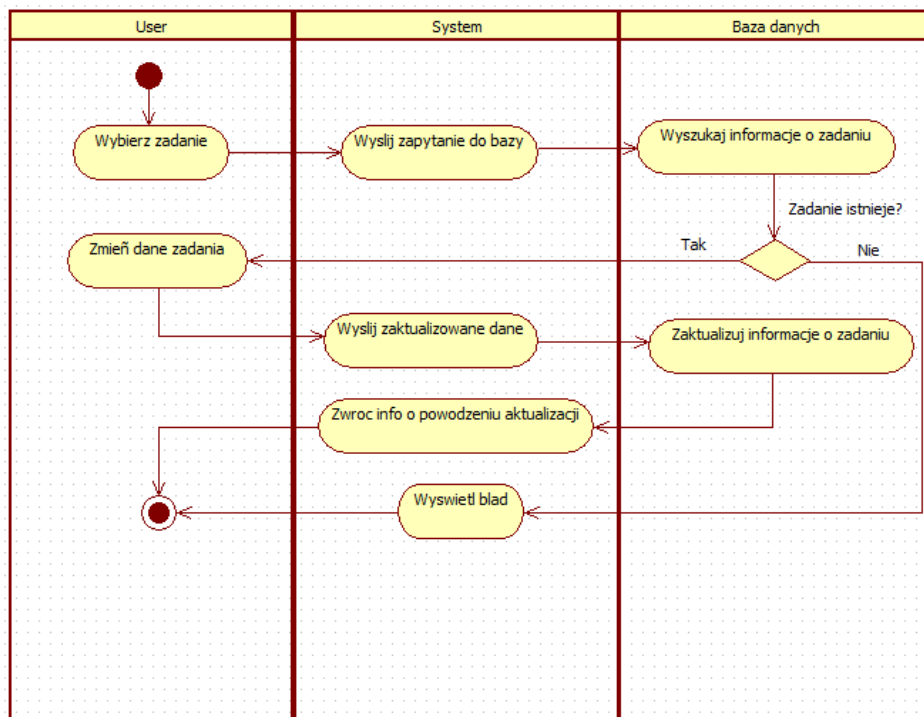 User
System
Baza danych
Wybierz zadanie
Wyslij zapytanie do bazy
Wyszukaj informacje o zadaniu
Zadanie istnieje?
Zmieñ dane zadania
Tak
Nie
Wyslij zaktualizowane dane
Zaktualizuj informacje o zadaniu
Zwroc info o powodzeniu aktualizacji
Wyswietl blad